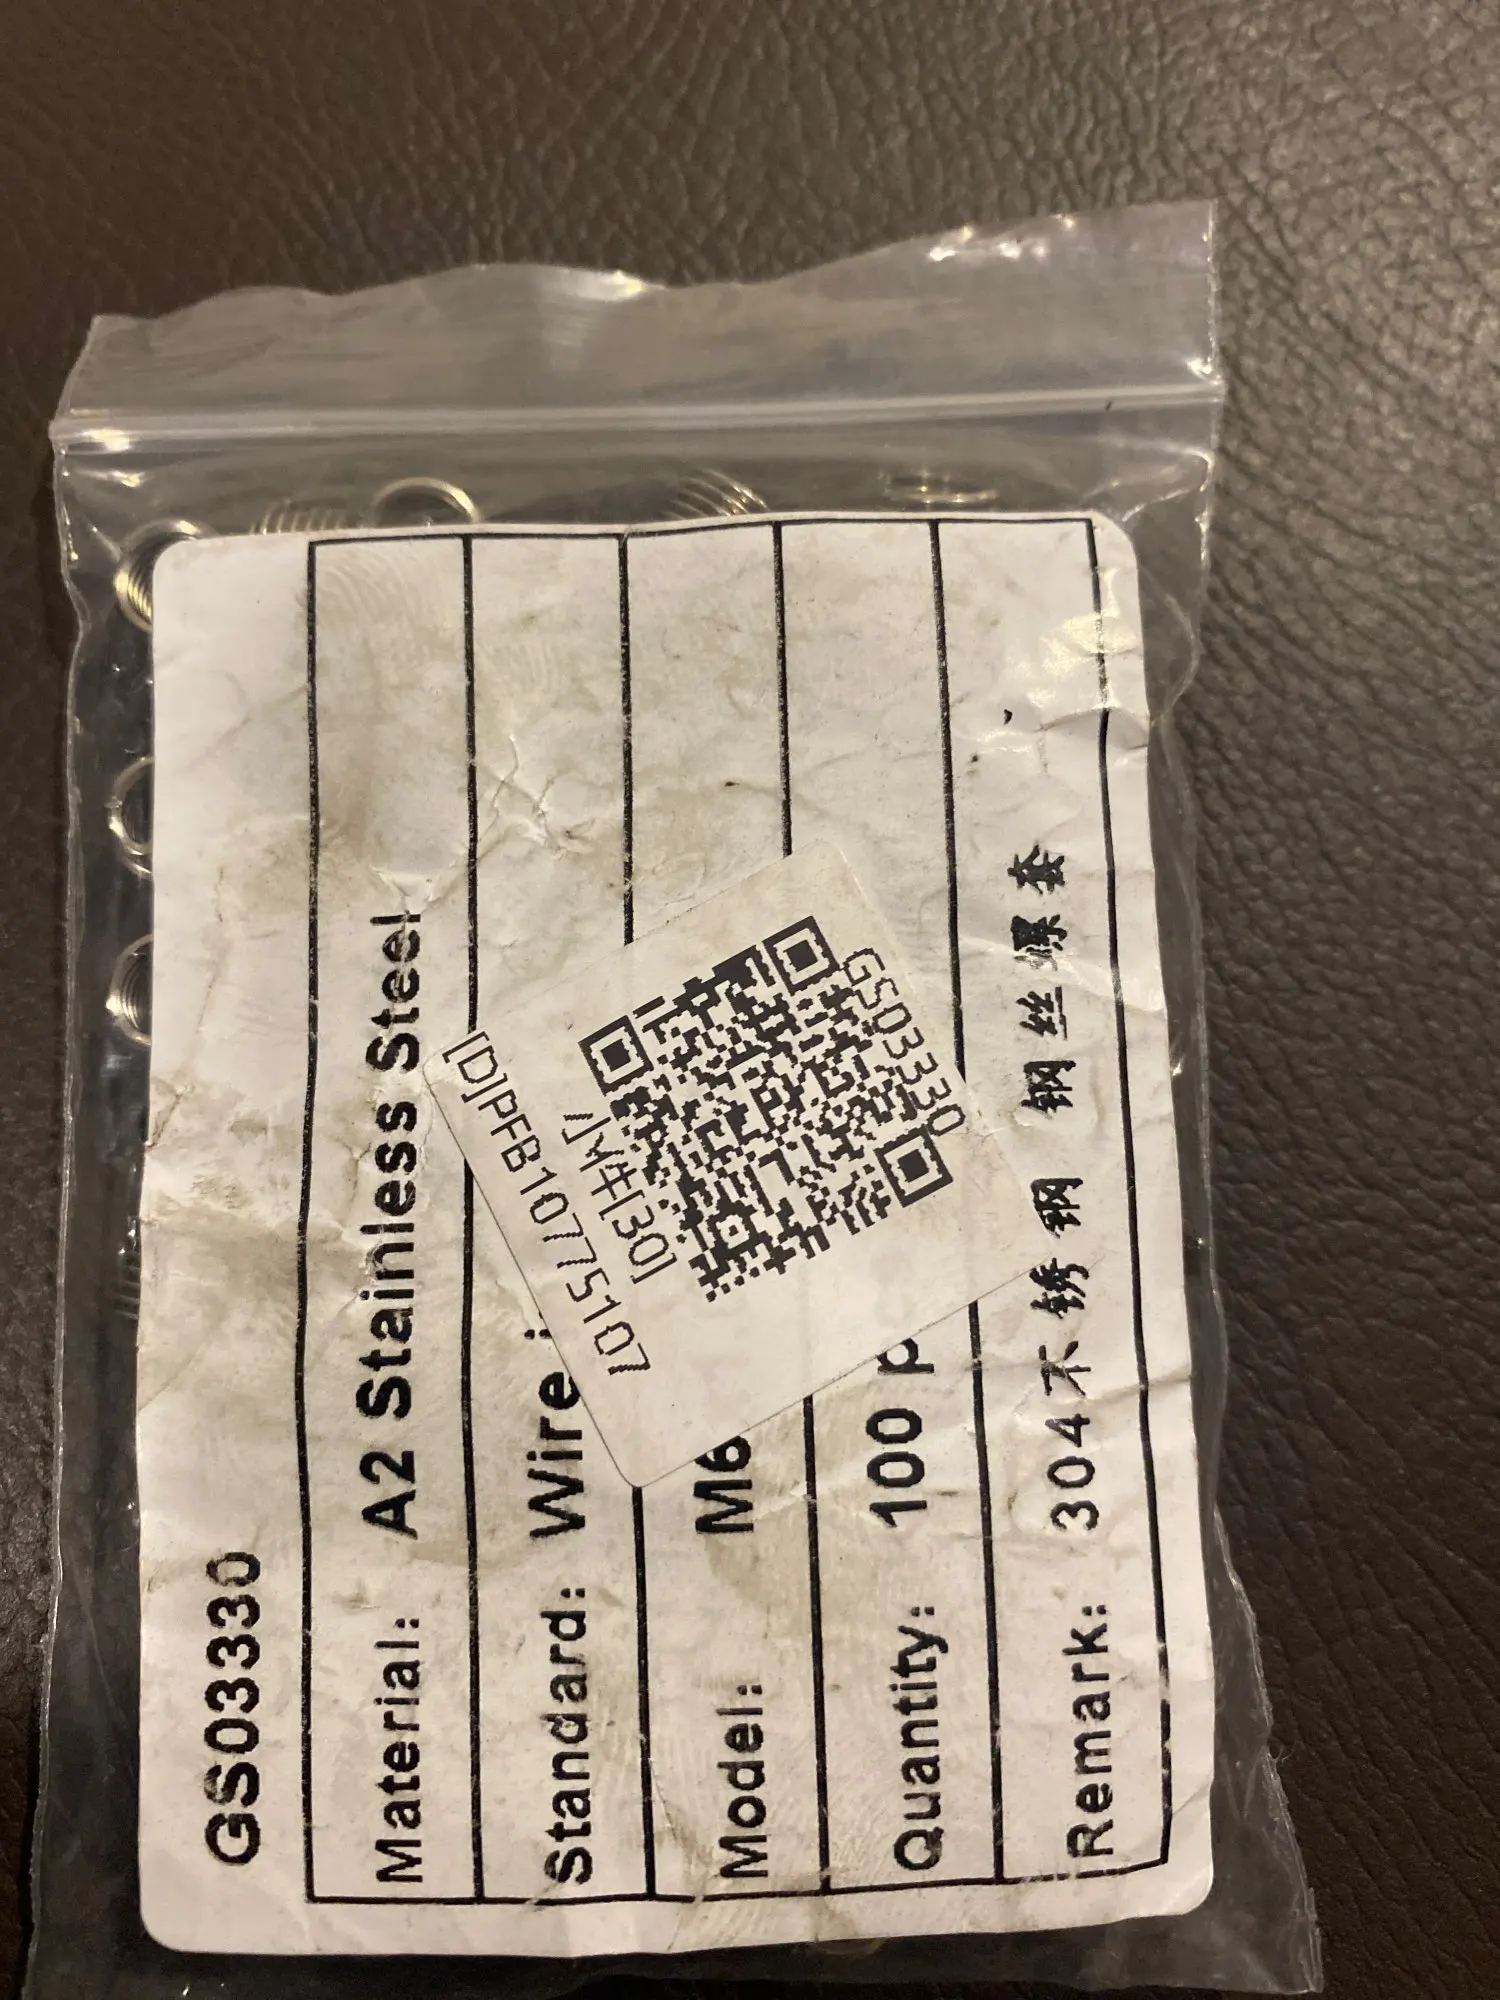 GS03330
Material: A2 Stainless Steel
Standard: Wire
Model: M6
Quantity: 100 p
Remark: 304不锈钢 钢丝螺套
GS03330
小件[30]
[D]PFB10775107